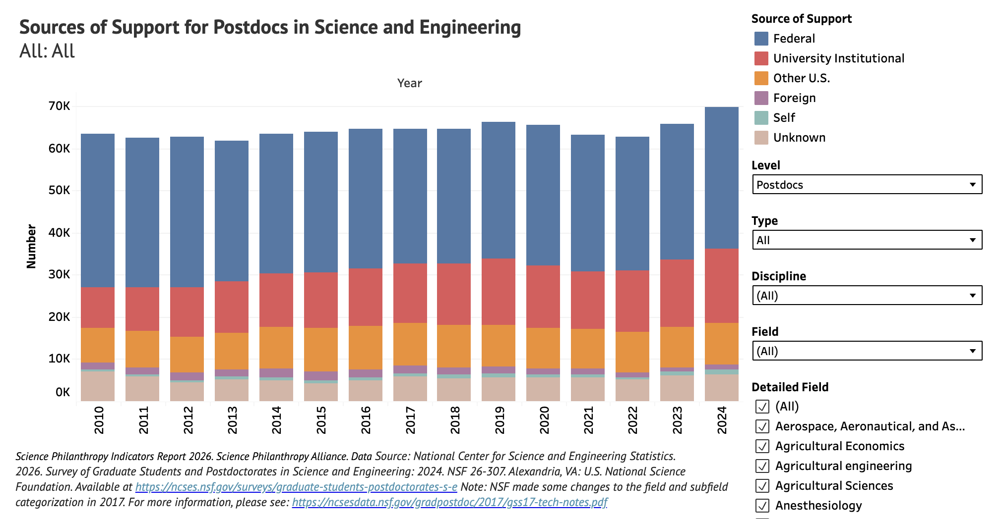 Sources of Support for Postdocs in Science and Engineering
All: All
Year
70K
60K
50K
40K
30K
20K
10K
0K
Number
2010
2011
2012
2013
2014
2015
2016
2017
2018
2019
2020
2021
2022
2023
2024
Science Philanthropy Indicators Report 2026. Science Philanthropy Alliance. Data Source: National Center for Science and Engineering Statistics.
2026. Survey of Graduate Students and Postdoctorates in Science and Engineering: 2024. NSF 26-307. Alexandria, VA: U.S. National Science
Foundation. Available at https://ncses.nsf.gov/surveys/graduate-students-postdoctorates-s-e Note: NSF made some changes to the field and subfield
categorization in 2017. For more information, please see: https://ncsesdata.nsf.gov/gradpostdoc/2017/gss17-tech-notes.pdf
Source of Support
Federal
University Institutional
Other U.S.
Foreign
Self
Unknown
Level
Postdocs
Type
All
Discipline
(All)
Field
(All)
Detailed Field
(All)
Aerospace, Aeronautical, and As...
Agricultural Economics
Agricultural engineering
Agricultural Sciences
Anesthesiology